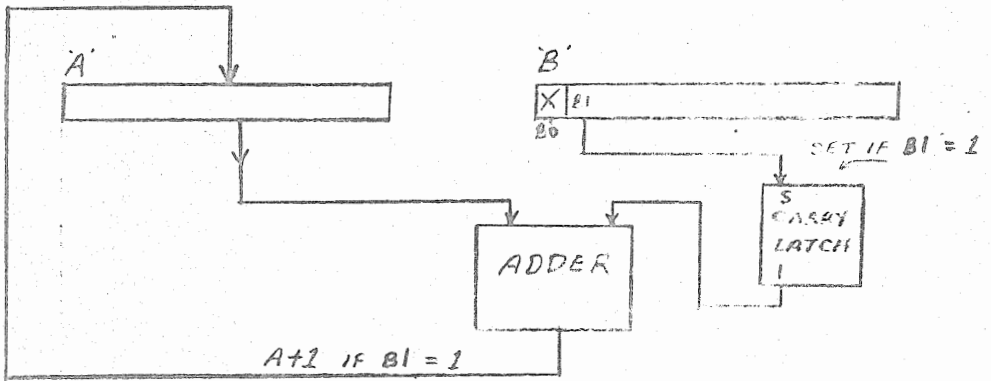 'A'
'B'
X B1
B0
SET IF B1 = 1
S
CARRY
LATCH
1
ADDER
A+1 IF B1 = 1